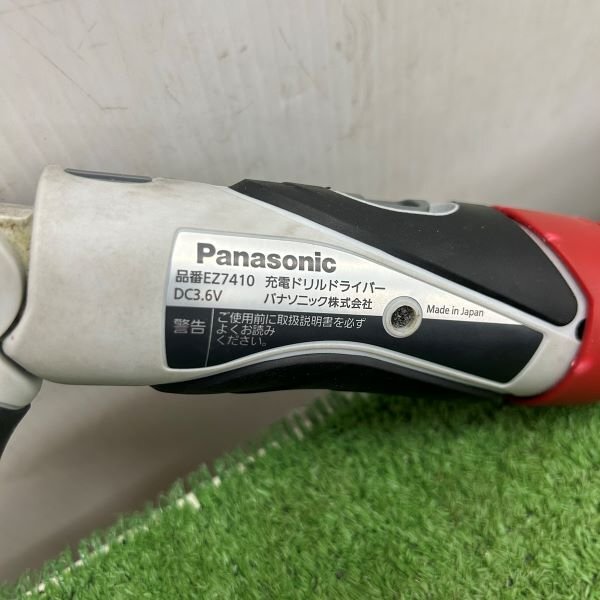 Panasonic
品番EZ7410 充電ドリルドライバー
DC3.6V パナソニック株式会社
Made in Japan
警告 ご使用前に取扱説明書を必ず
よくお読み
ください。